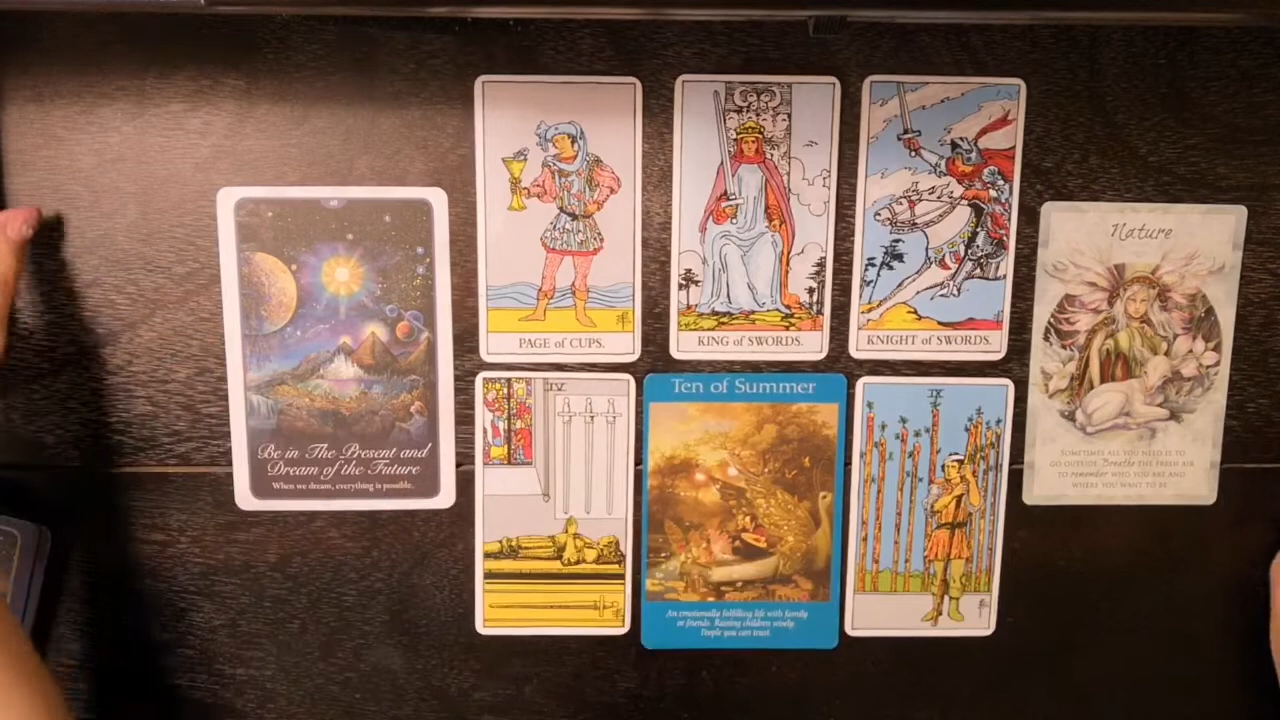 Be in The Present and
Dream of the Future
When we dream, everything is possible.
PAGE of CUPS.
KING of SWORDS.
KNIGHT of SWORDS.
IV
Ten of Summer
An emotionally fulfilling life with family
or friends. Raising children wisely.
People you can trust.
IX
Nature
SOMETIMES ALL YOU NEED IS TO
GO OUTSIDE. Breathe THE FRESH AIR
TO remember WHO YOU ARE AND
WHERE YOU WANT TO BE